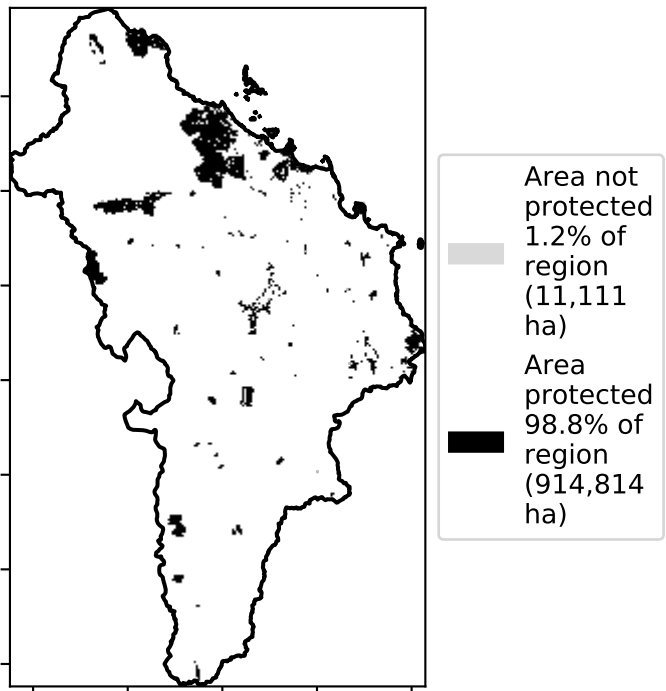 Area not
protected
1.2% of
region
(11,111
ha)
Area
protected
98.8% of
region
(914,814
ha)